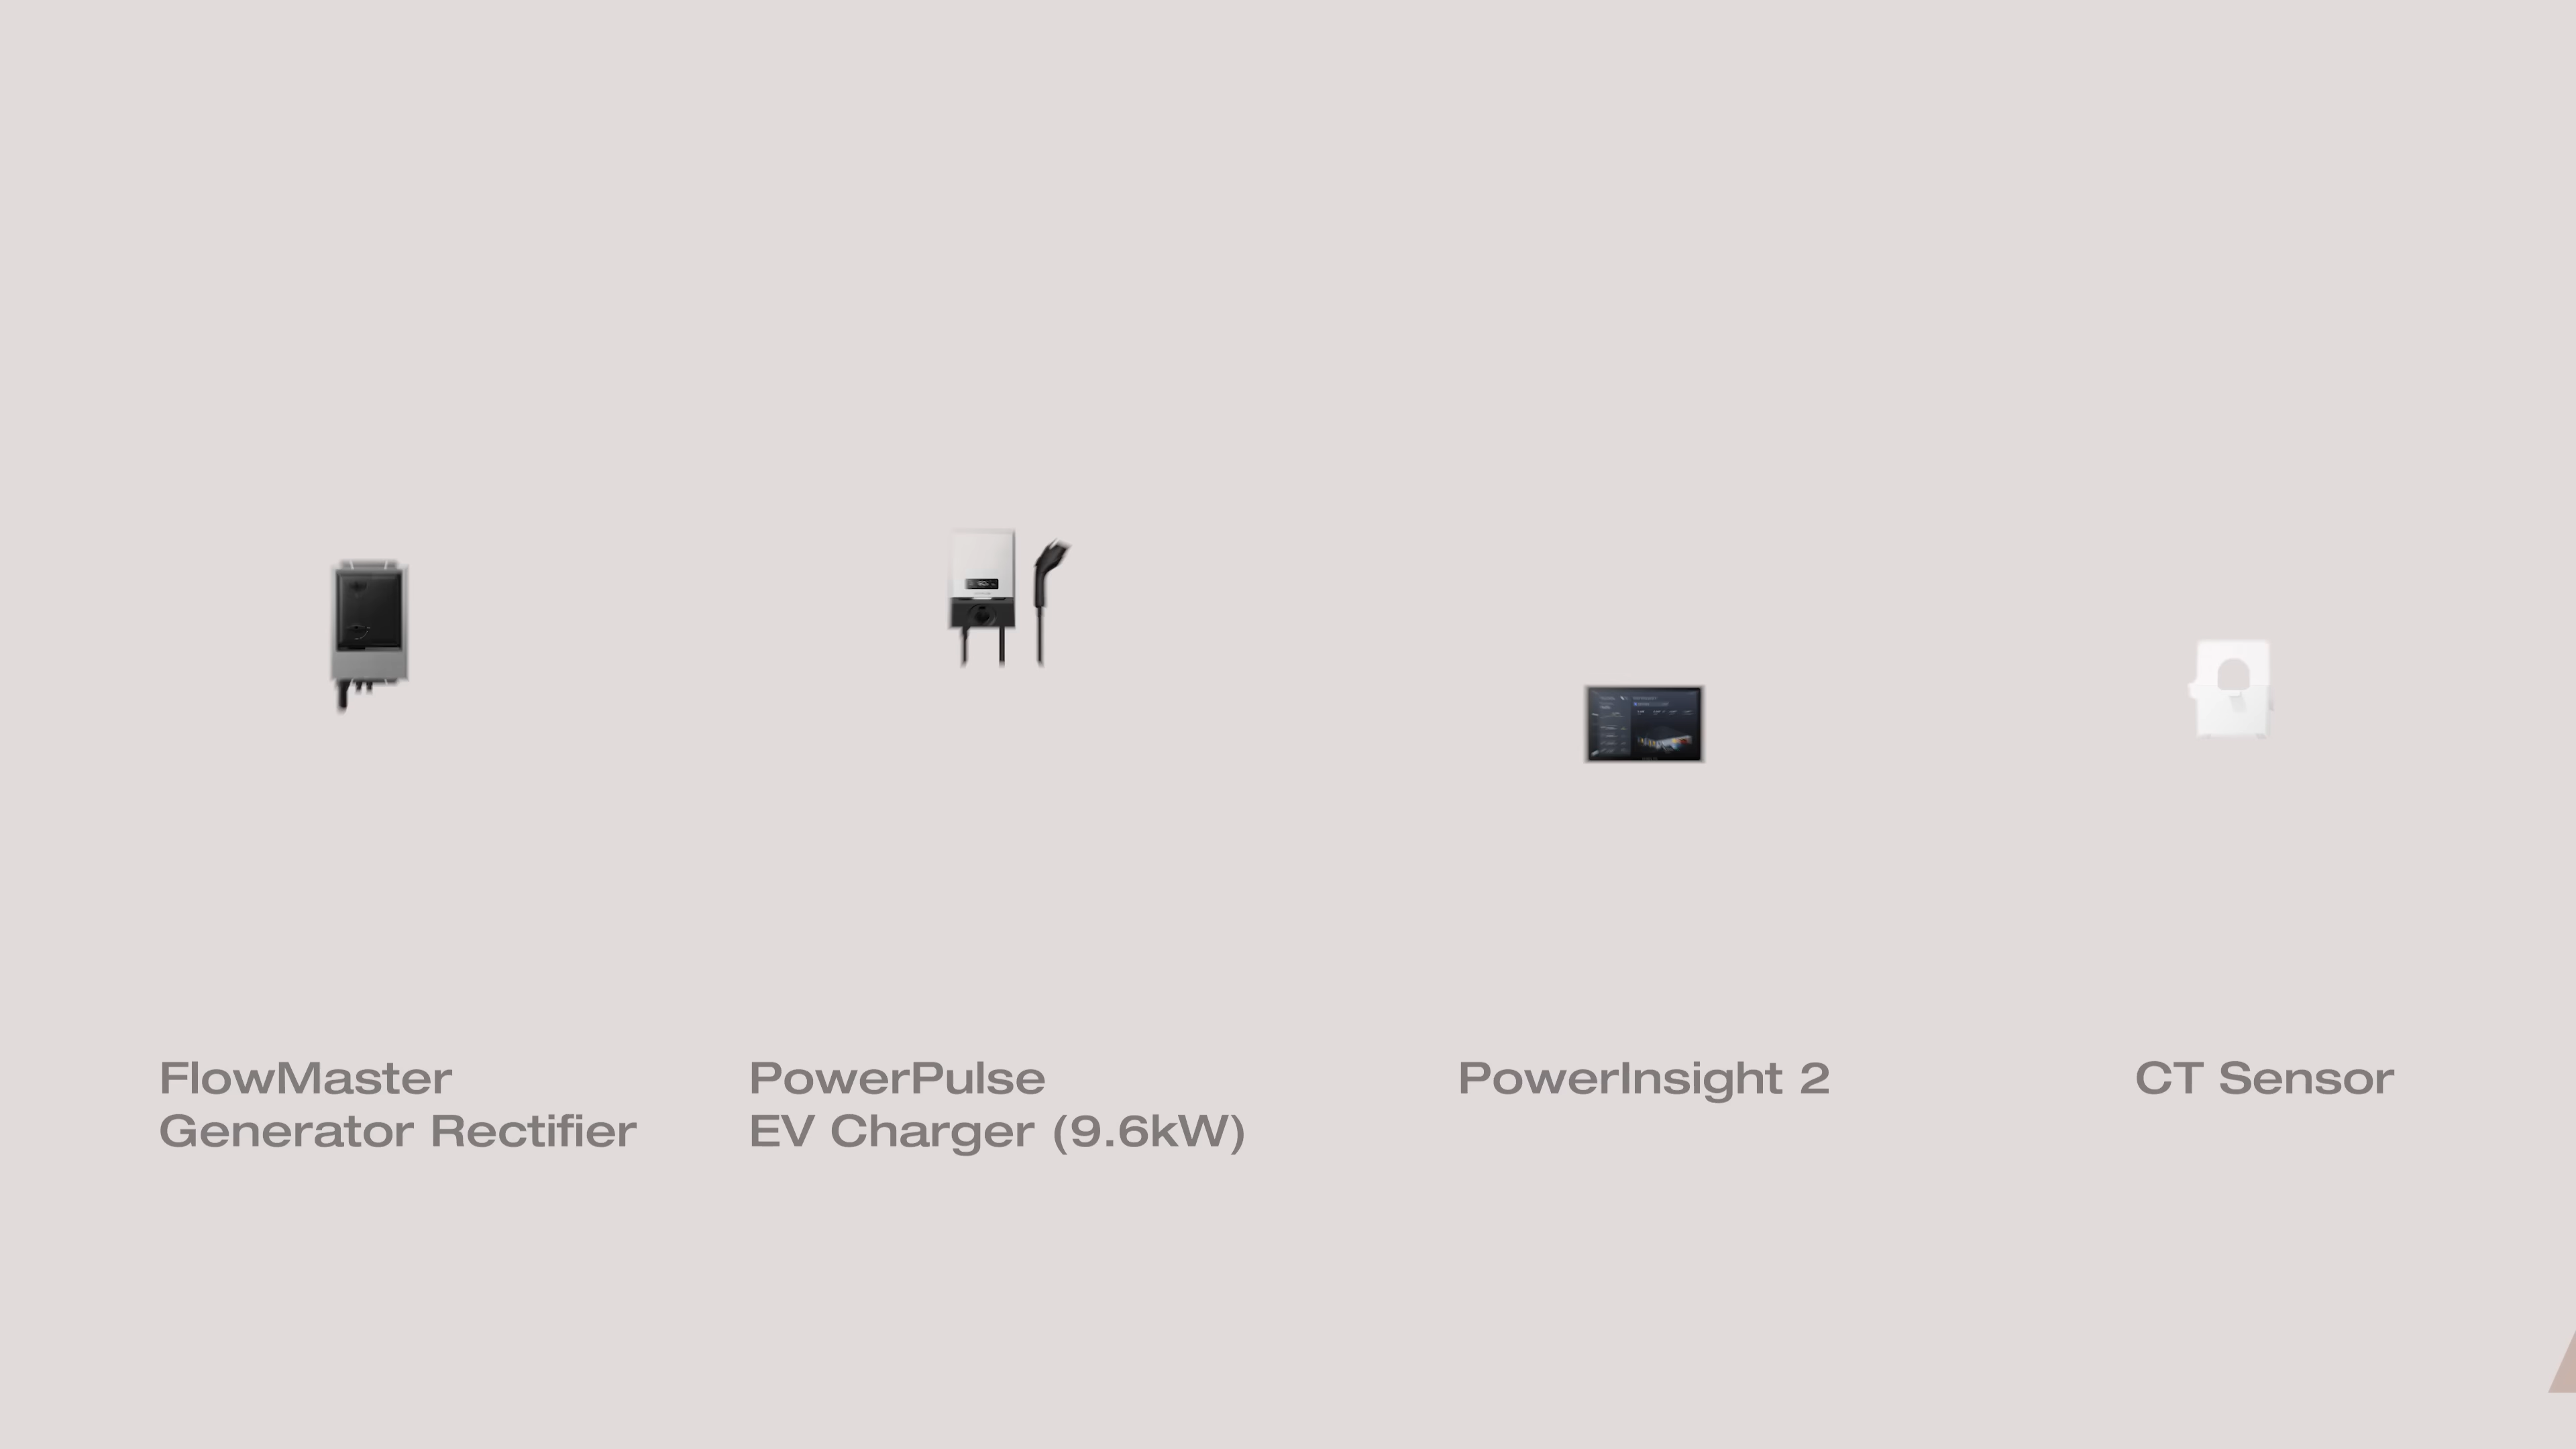 FlowMaster
Generator Rectifier
PowerPulse
EV Charger (9.6kW)
PowerInsight 2
CT Sensor